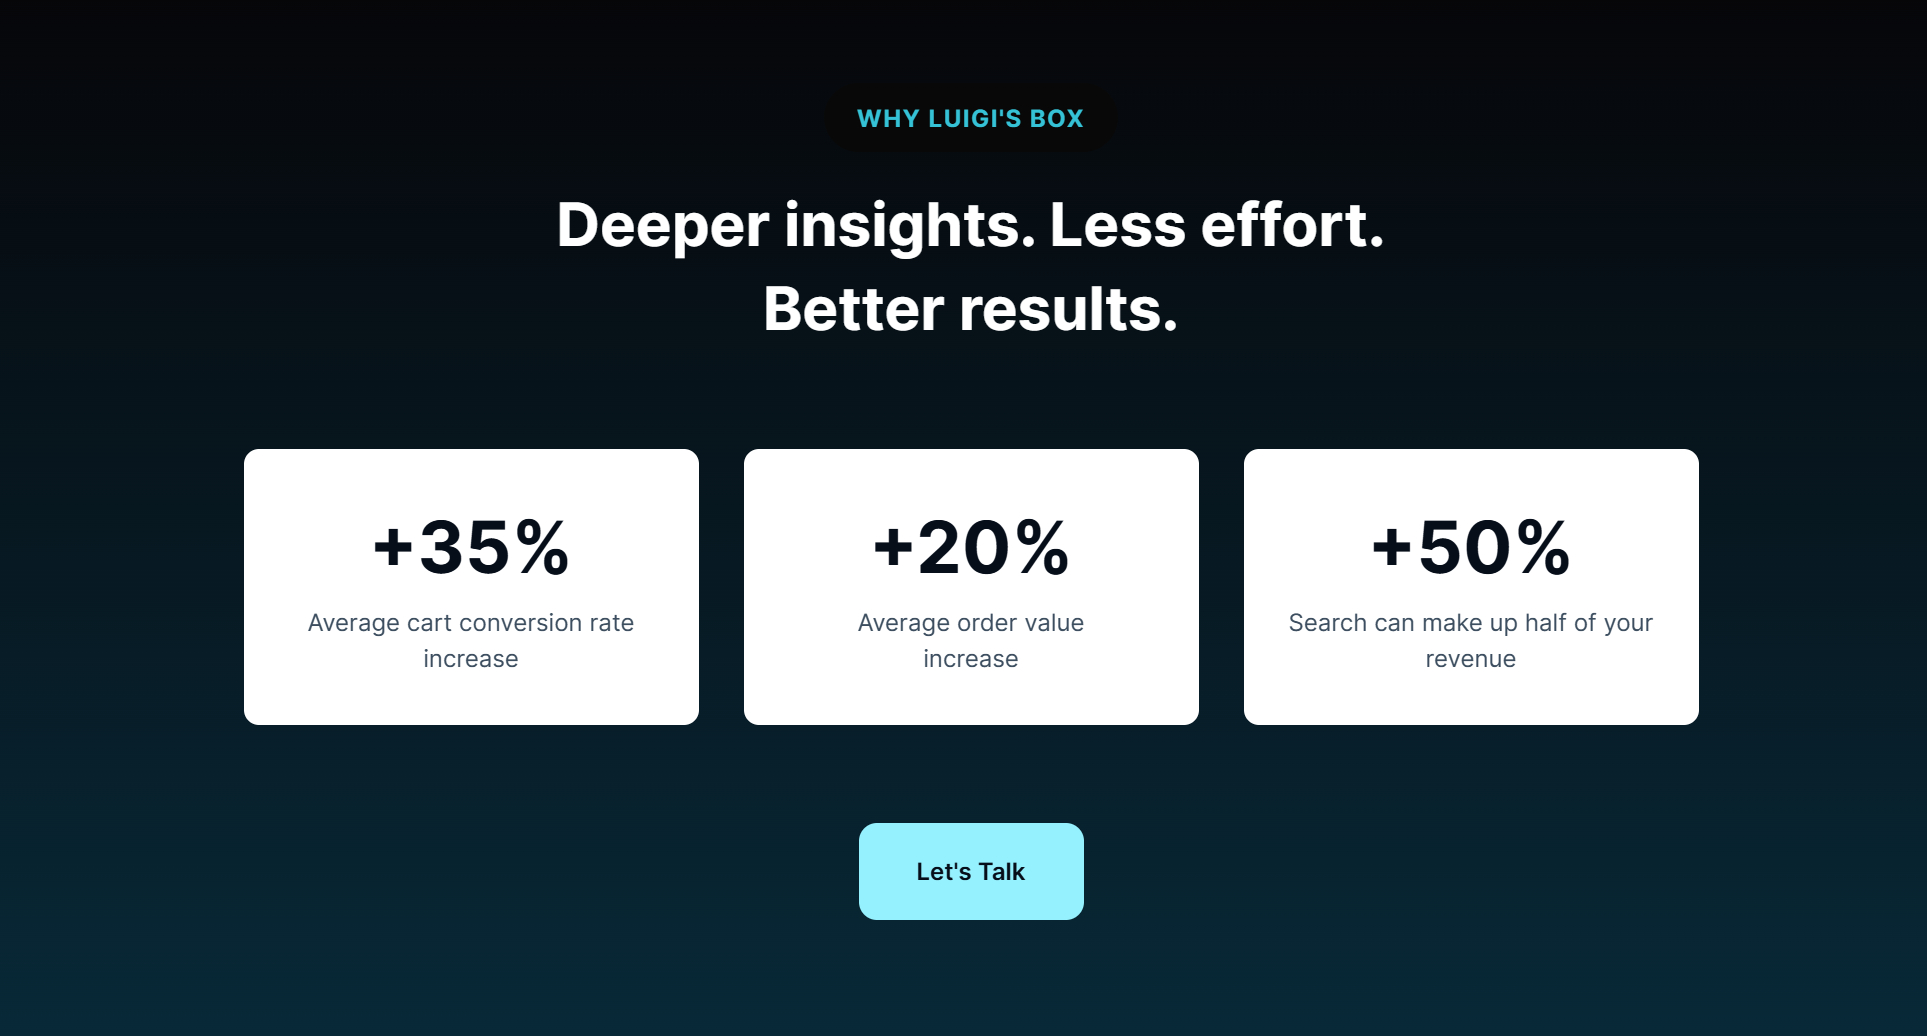 WHY LUIGI'S BOX
Deeper insights. Less effort.
Better results.
+35%
Average cart conversion rate
increase
+20%
Average order value
increase
+50%
Search can make up half of your
revenue
Let's Talk